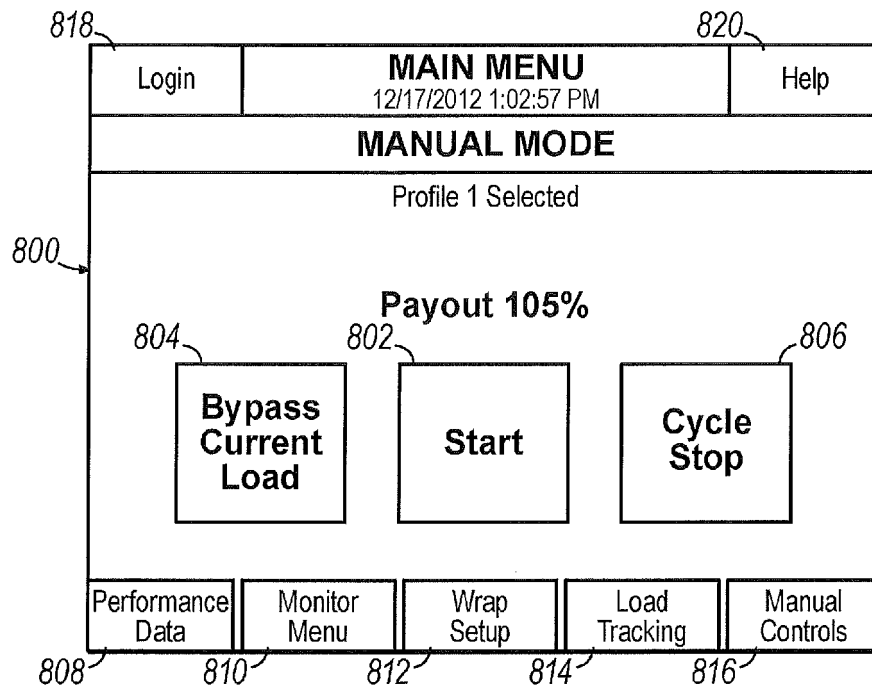 818
820
Login
MAIN MENU
12/17/2012 1:02:57 PM
Help
MANUAL MODE
Profile 1 Selected
800
Payout 105%
804
802
806
Bypass
Current
Load
Start
Cycle
Stop
Performance
Data
Monitor
Menu
Wrap
Setup
Load
Tracking
Manual
Controls
808
810
812
814
816